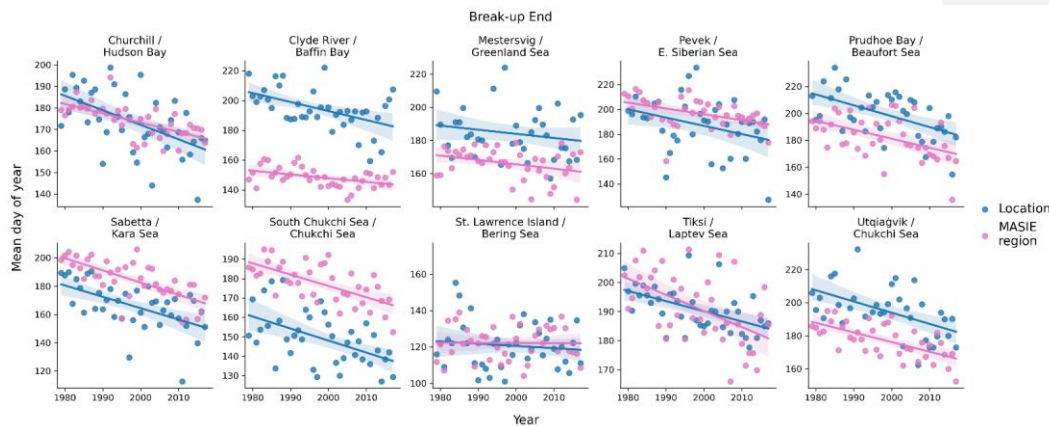 Break-up End
Churchill /
Hudson Bay
Clyde River /
Baffin Bay
Mestersvig /
Greenland Sea
Pevek /
E. Siberian Sea
Prudhoe Bay /
Beaufort Sea
200
190
180
170
160
150
140
220
200
180
160
140
220
200
180
160
220
200
180
160
140
220
200
180
160
140
Mean day of year
Location
MASIE
region
Sabetta /
Kara Sea
South Chukchi Sea /
Chukchi Sea
St. Lawrence Island /
Bering Sea
Tiksi /
Laptev Sea
Utqiaġvik /
Chukchi Sea
200
180
160
140
120
190
180
170
160
150
140
130
160
140
120
100
210
200
190
180
170
220
200
180
160
1980 1990 2000 2010
1980 1990 2000 2010
1980 1990 2000 2010
1980 1990 2000 2010
1980 1990 2000 2010
Year